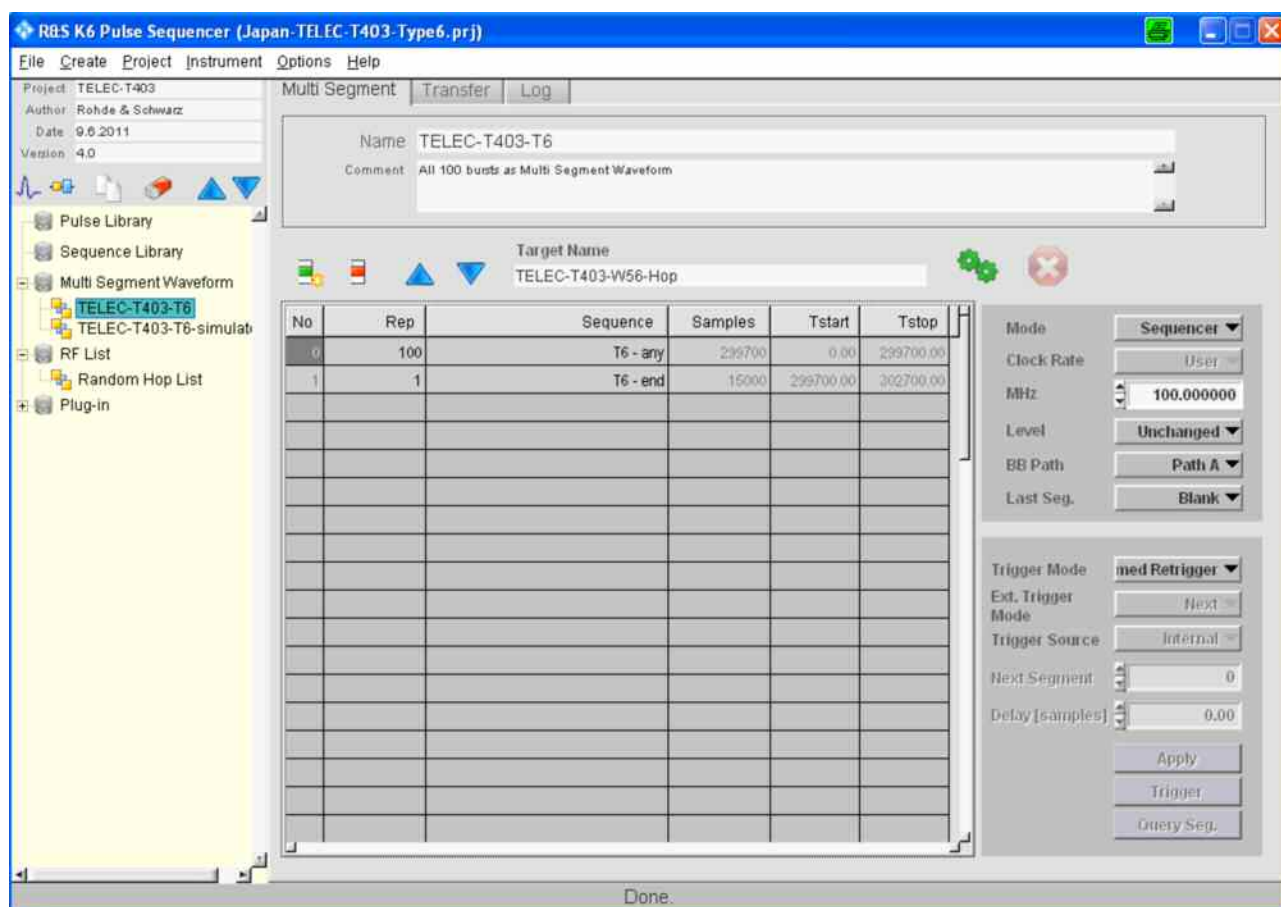 R&S K6 Pulse Sequencer (Japan-TELEC-T403-Type6.prj)
File Create Project Instrument Options Help
Project TELEC-T403
Author Rohde & Schwarz
Date 9.6.2011
Version 4.0
Pulse Library
Sequence Library
Multi Segment Waveform
TELEC-T403-T6
TELEC-T403-T6-simulat
RF List
Random Hop List
Plug-in
Multi Segment Transfer Log
Name TELEC-T403-T6
Comment All 100 bursts as Multi Segment Waveform
Target Name
TELEC-T403-W56-Hop
No Rep Sequence Samples Tstart Tstop
0 100 T6 - any 299700 0.00 299700.00
1 1 T6 - end 15000 299700.00 302700.00
Mode Sequencer
Clock Rate User
MHz 100.000000
Level Unchanged
BB Path Path A
Last Seg. Blank
Trigger Mode med Retrigger
Ext. Trigger Mode Next
Trigger Source Internal
Next Segment 0
Delay [samples] 0.00
Apply
Trigger
Query Seg.
Done.